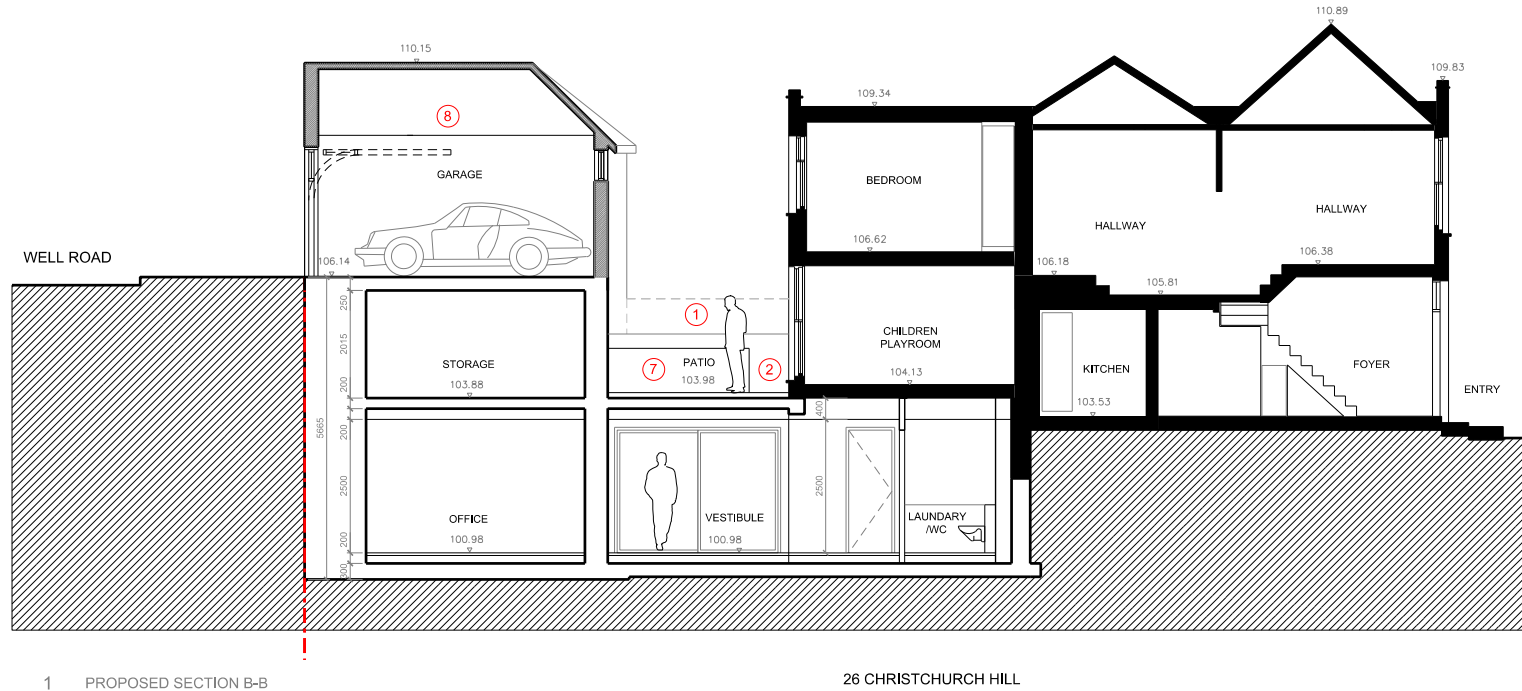 110.89
110.15
109.83
109.34
8
GARAGE
BEDROOM
HALLWAY
HALLWAY
WELL ROAD
106.14
106.62
106.18
106.38
105.81
250
1
2015
CHILDREN
PLAYROOM
STORAGE
7
PATIO
2
KITCHEN
FOYER
103.88
103.98
104.13
ENTRY
200
103.53
400
5665
200
2500
2500
OFFICE
VESTIBULE
LAUNDARY
/WC
200
100.98
100.98
300
1 PROPOSED SECTION B-B
26 CHRISTCHURCH HILL